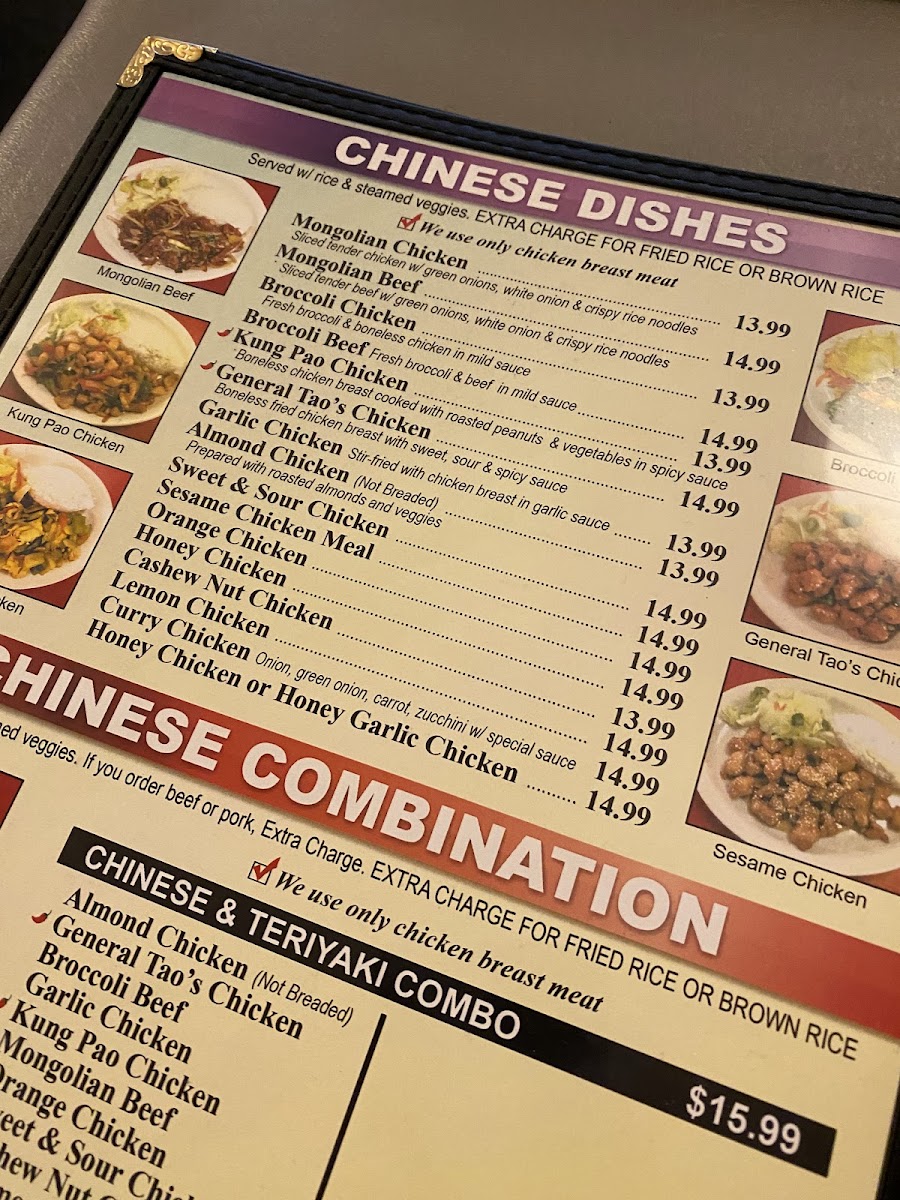 CHINESE DISHES
Served w/ rice & steamed veggies. EXTRA CHARGE FOR FRIED RICE OR BROWN RICE
We use only chicken breast meat
Mongolian Chicken 13.99
Sliced tender chicken w/ green onions, white onion & crispy rice noodles
Mongolian Beef 14.99
Sliced tender beef w/ green onions, white onion & crispy rice noodles
Broccoli Chicken 13.99
Fresh broccoli & boneless chicken in mild sauce
Broccoli Beef Fresh broccoli & beef in mild sauce 14.99
Kung Pao Chicken 13.99
Boneless chicken breast cooked with roasted peanuts & vegetables in spicy sauce
General Tao's Chicken 14.99
Boneless fried chicken breast with sweet, sour & spicy sauce
Garlic Chicken Stir-fried with chicken breast in garlic sauce 13.99
Almond Chicken (Not Breaded) 13.99
Prepared with roasted almonds and veggies
Sweet & Sour Chicken 14.99
Sesame Chicken Meal 14.99
Orange Chicken 14.99
Honey Chicken 14.99
Cashew Nut Chicken 13.99
Lemon Chicken 14.99
Curry Chicken Onion, green onion, carrot, zucchini w/ special sauce 14.99
Honey Chicken or Honey Garlic Chicken 14.99
Mongolian Beef
Kung Pao Chicken
Broccoli
General Tao's
Sesame Chicken
CHINESE COMBINATION
veggies. If you order beef or pork, Extra Charge. EXTRA CHARGE FOR FRIED RICE OR BROWN RICE
We use only chicken breast meat
CHINESE & TERIYAKI COMBO $15.99
Almond Chicken (Not Breaded)
General Tao's Chicken
Broccoli Beef
Garlic Chicken
Kung Pao Chicken
Mongolian Beef
Orange Chicken
& Sour
Nut